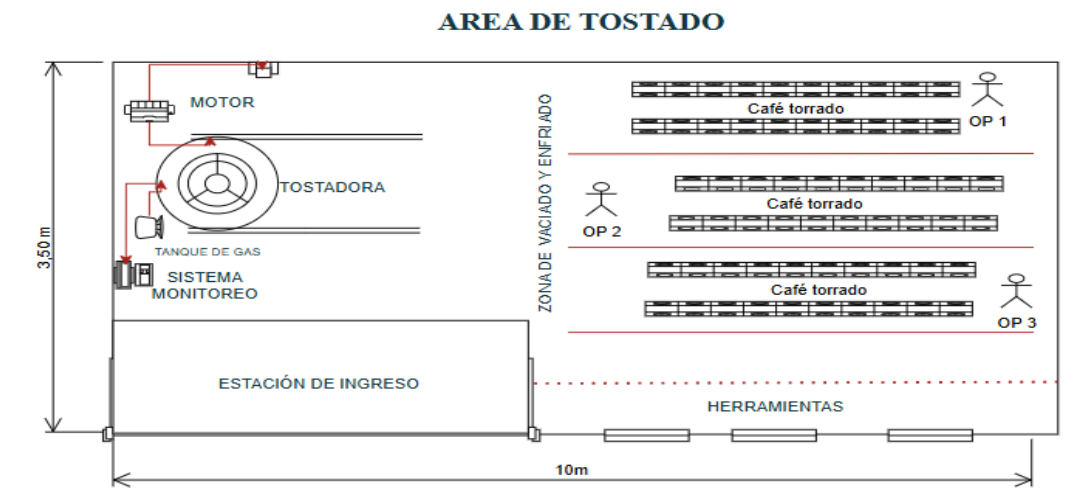 AREA DE TOSTADO
MOTOR
TOSTADORA
TANQUE DE GAS
SISTEMA
MONITOREO
3,50 m
ESTACIÓN DE INGRESO
ZONA DE VACIADO Y ENFRIADO
Café torrado
OP 1
Café torrado
OP 2
Café torrado
OP 3
HERRAMIENTAS
10m